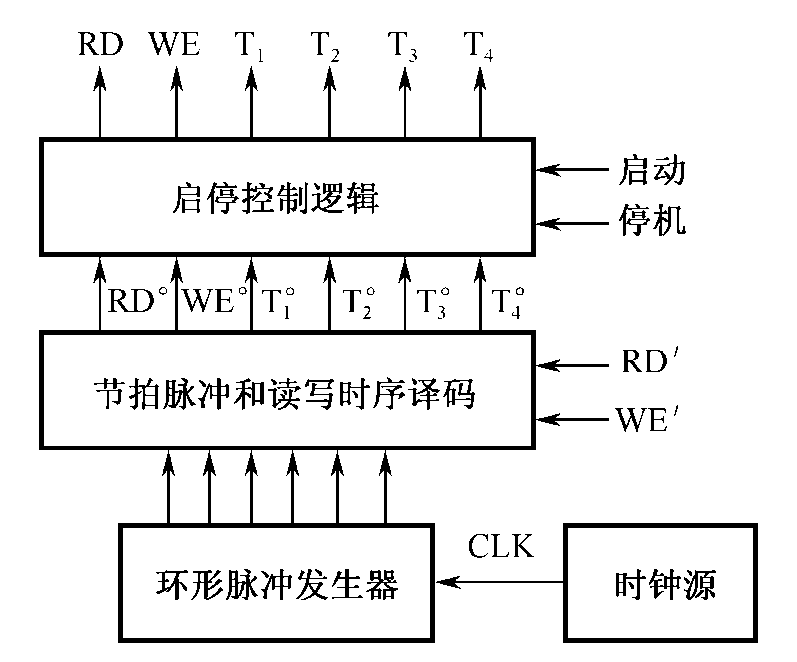 RD WE T₁ T₂ T₃ T₄
启停控制逻辑
启动
停机
RD° WE° T₁° T₂° T₃° T₄°
节拍脉冲和读写时序译码
RD′
WE′
环形脉冲发生器
CLK
时钟源